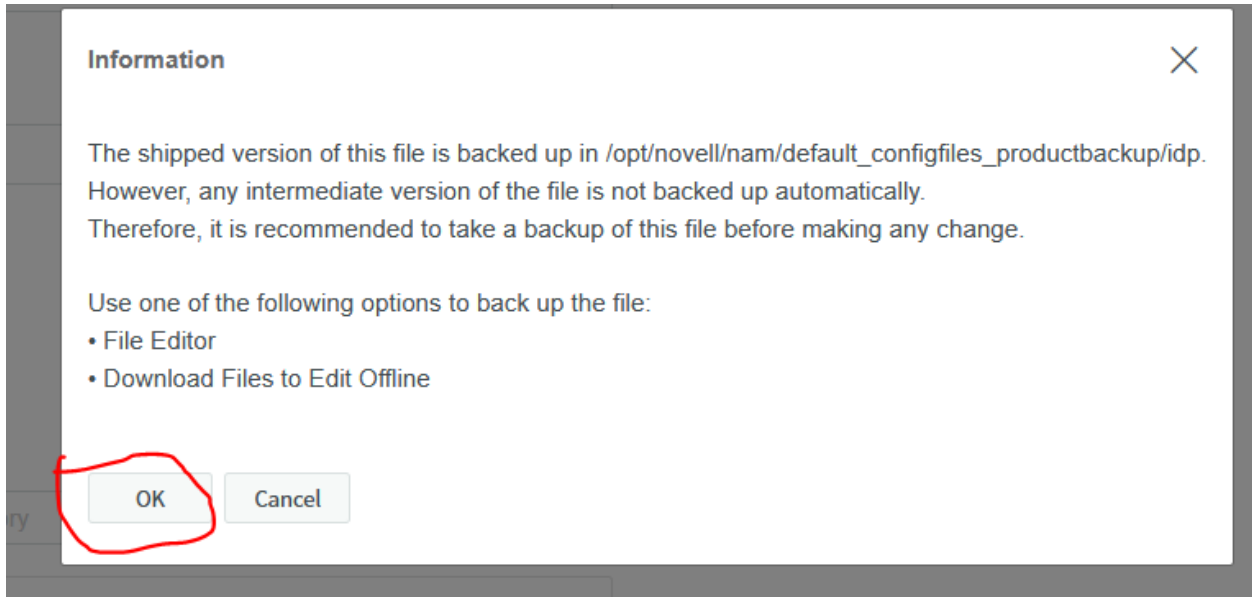 Information
The shipped version of this file is backed up in /opt/novell/nam/default_configfiles_productbackup/idp.
However, any intermediate version of the file is not backed up automatically.
Therefore, it is recommended to take a backup of this file before making any change.
Use one of the following options to back up the file:
• File Editor
• Download Files to Edit Offline
OK Cancel
ry